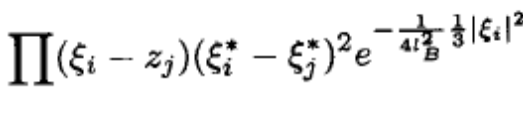 ∏(ξ_i − z_j)(ξ_i^* − ξ_j^*)^2 e^{−\frac{1}{4l_B^2}\frac{1}{3}|ξ_i|^2}